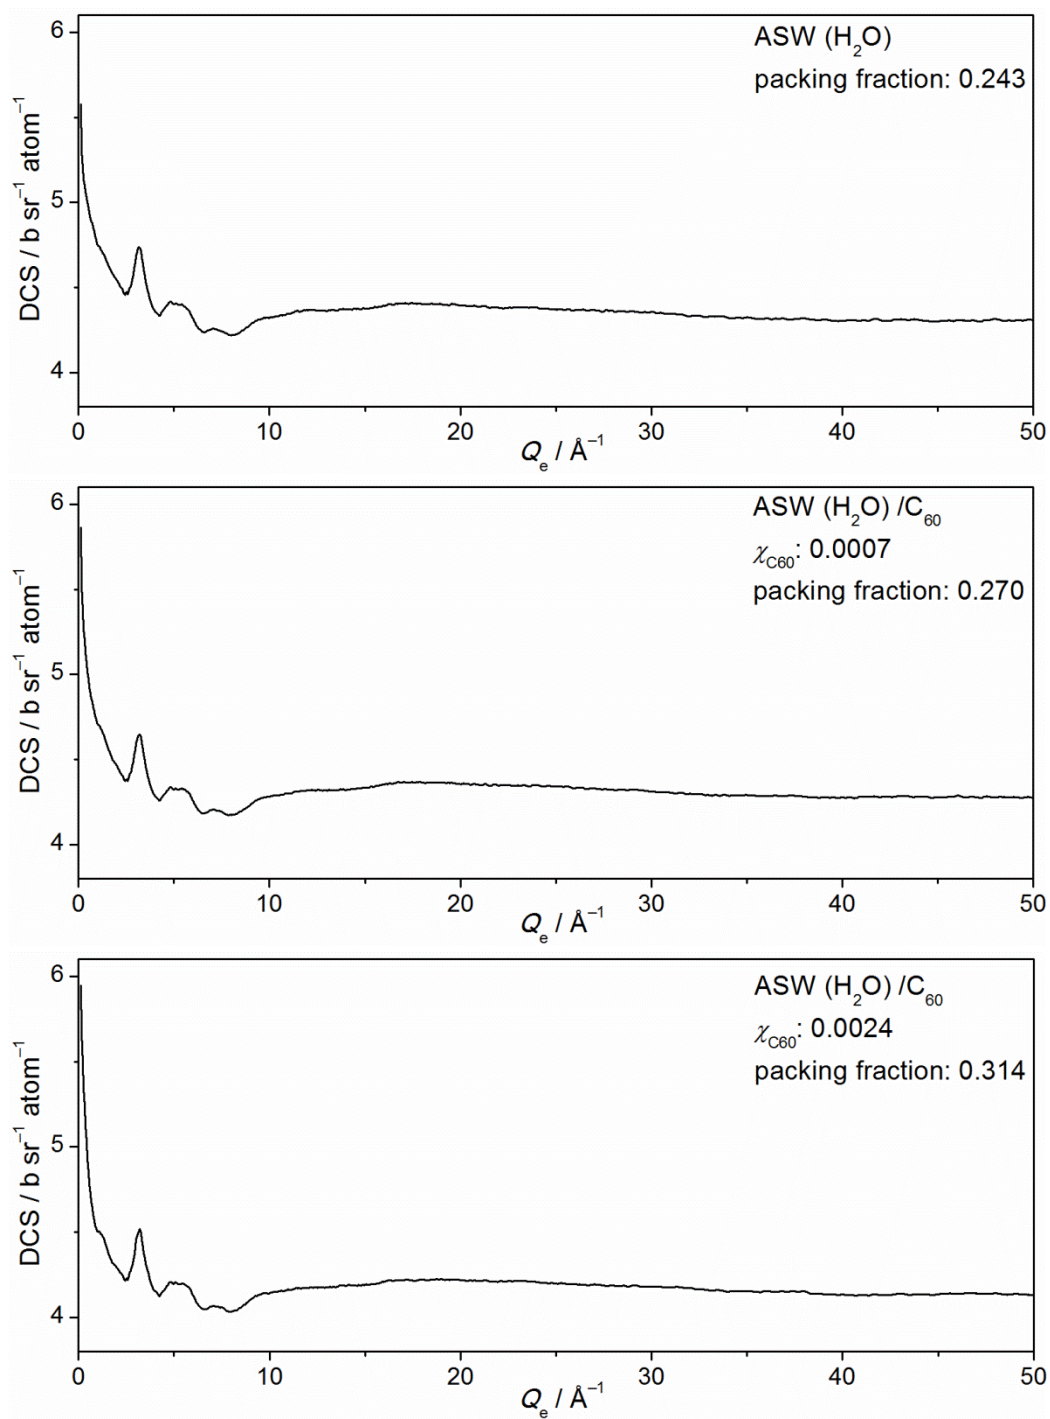 6
5
4
DCS / b sr⁻¹ atom⁻¹
ASW (H₂O)
packing fraction: 0.243
0 10 20 30 40 50
Qₑ / Å⁻¹
6
5
4
DCS / b sr⁻¹ atom⁻¹
ASW (H₂O) /C₆₀
χC60: 0.0007
packing fraction: 0.270
0 10 20 30 40 50
Qₑ / Å⁻¹
6
5
4
DCS / b sr⁻¹ atom⁻¹
ASW (H₂O) /C₆₀
χC60: 0.0024
packing fraction: 0.314
0 10 20 30 40 50
Qₑ / Å⁻¹